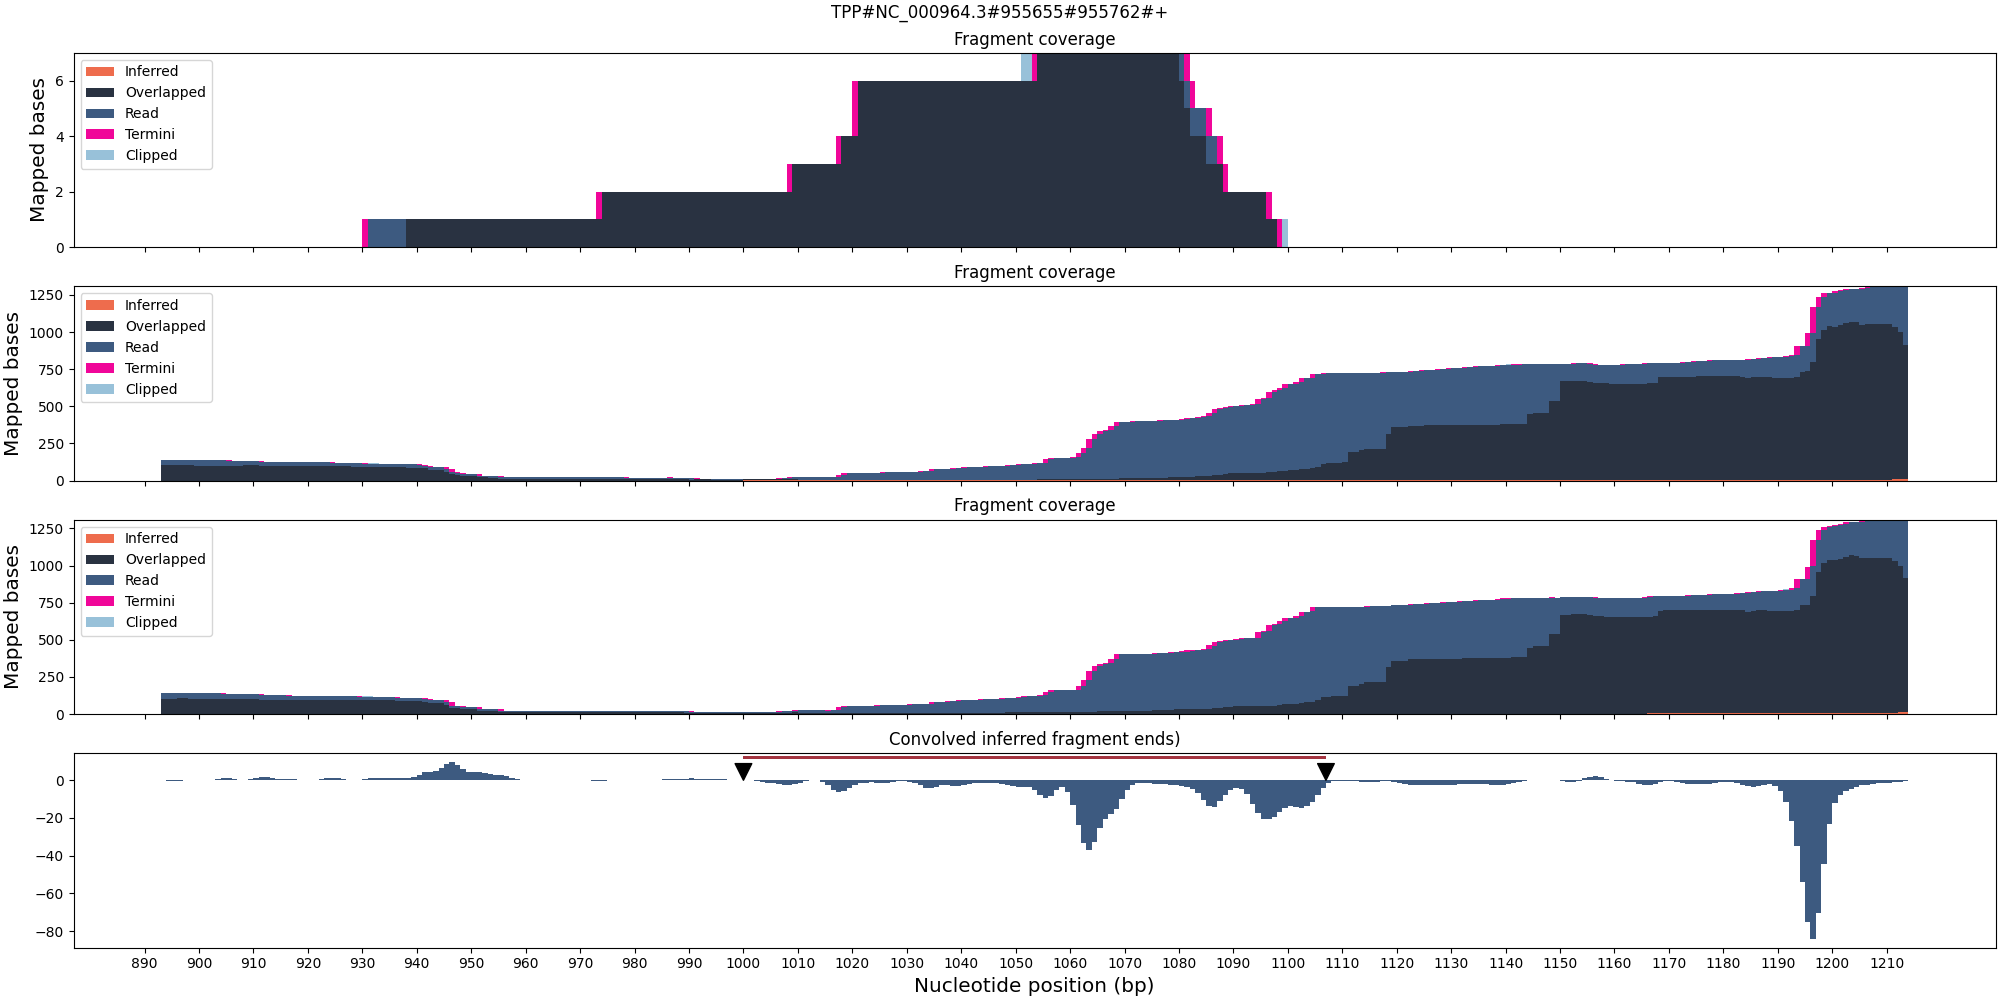 TPP#NC_000964.3#955655#955762#+
Fragment coverage
Mapped bases
6
4
2
0
Inferred
Overlapped
Read
Termini
Clipped
Fragment coverage
Mapped bases
1250
1000
750
500
250
0
Inferred
Overlapped
Read
Termini
Clipped
Fragment coverage
Mapped bases
1250
1000
750
500
250
0
Inferred
Overlapped
Read
Termini
Clipped
Convolved inferred fragment ends)
0
−20
−40
−60
−80
890 900 910 920 930 940 950 960 970 980 990 1000 1010 1020 1030 1040 1050 1060 1070 1080 1090 1100 1110 1120 1130 1140 1150 1160 1170 1180 1190 1200 1210
Nucleotide position (bp)